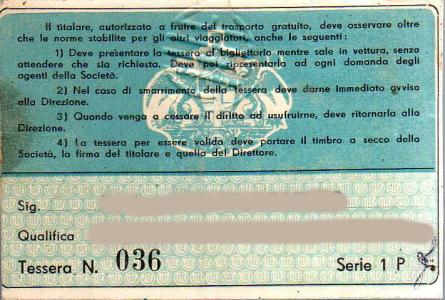 Il titolare, autorizzato a fruire del trasporto gratuito, deve osservare oltre
che le norme stabilite per gli altri viaggiatori, anche le seguenti:
1) Deve presentare la tessera al bigliettario mentre sale in vettura, senza
attendere che sia richiesta. Deve poi ripresentarla ad ogni domanda degli
agenti della Società.
2) Nel caso di smarrimento della tessera deve darne immediato avviso
alla Direzione.
3) Quando venga a cessare il diritto ad usufruirne, deve ritornarla alla
Direzione.
4) La tessera per essere valida deve portare il timbro a secco della
Società, la firma del titolare e quella del Direttore.
Sig.
Qualifica
Tessera N. 036 Serie 1 P